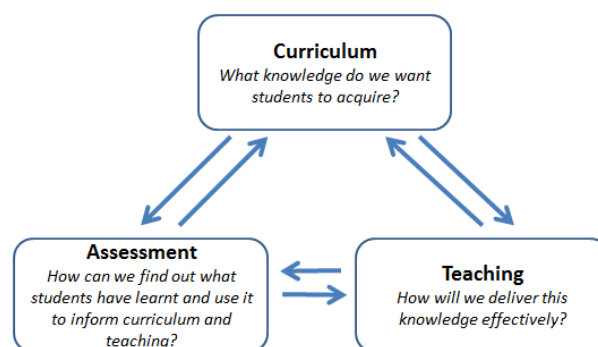 Curriculum
What knowledge do we want
students to acquire?
Assessment
How can we find out what
students have learnt and use it
to inform curriculum and
teaching?
Teaching
How will we deliver this
knowledge effectively?